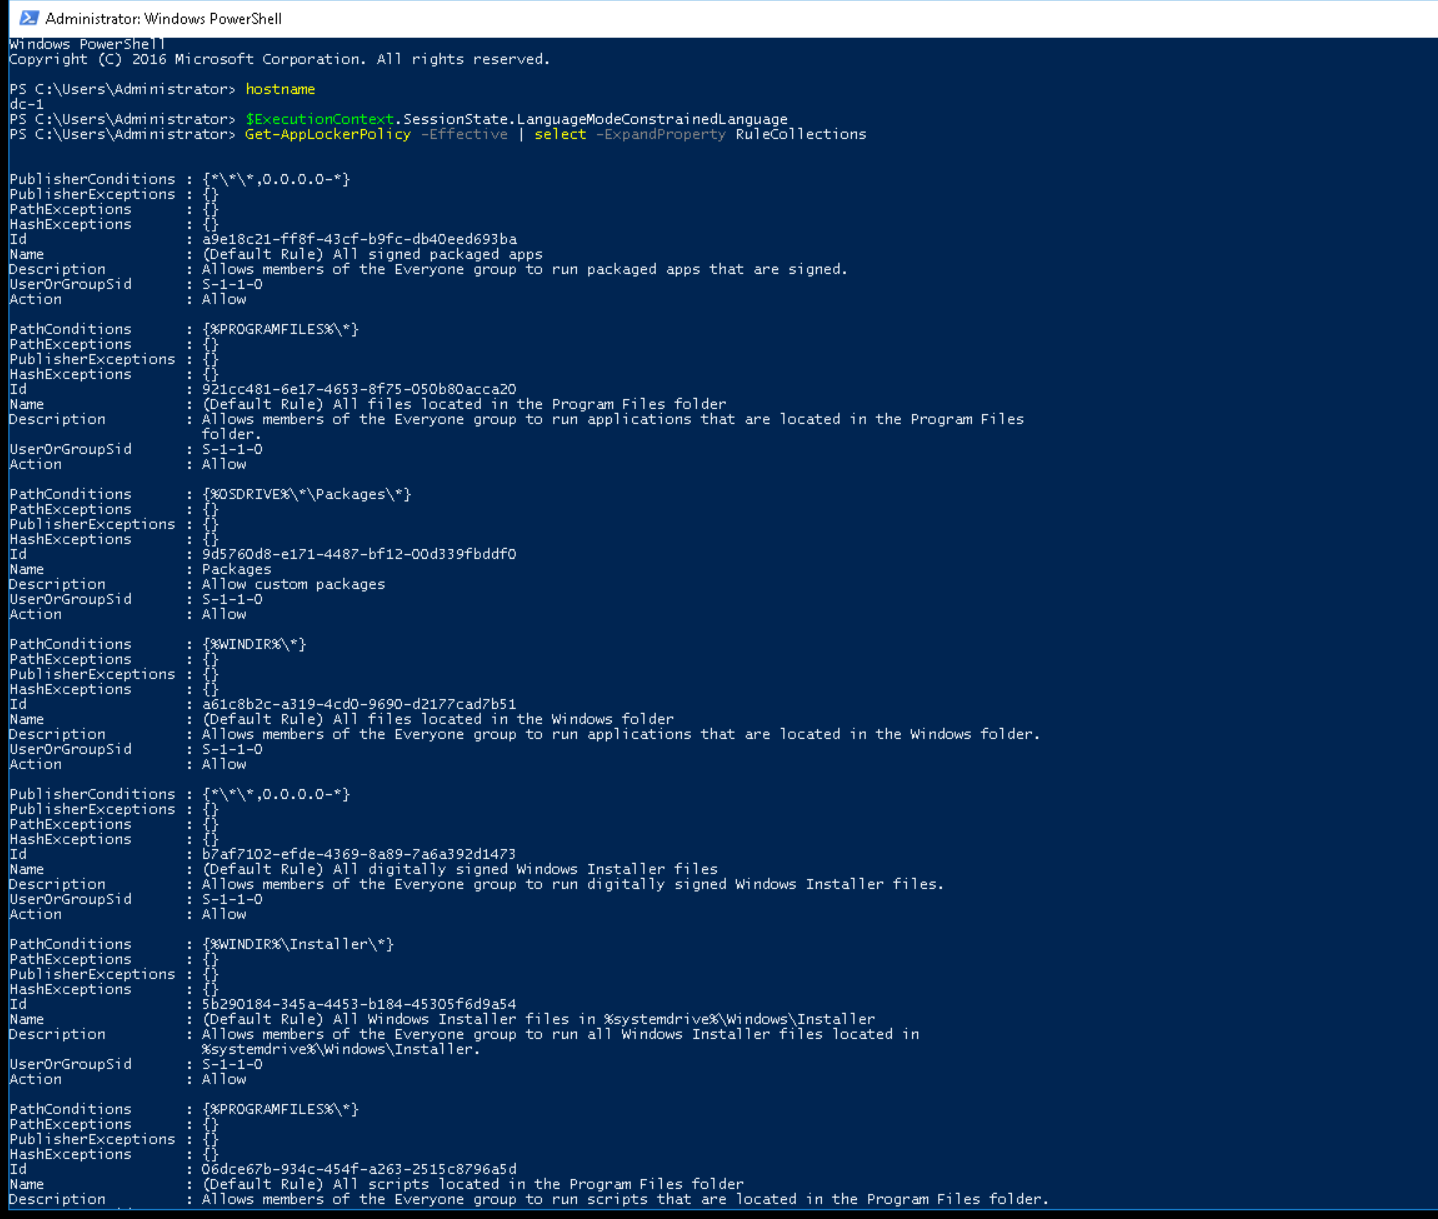 Administrator: Windows PowerShell
Windows PowerShell
Copyright (C) 2016 Microsoft Corporation. All rights reserved.
PS C:\Users\Administrator> hostname
dc-1
PS C:\Users\Administrator> $ExecutionContext.SessionState.LanguageModeConstrainedLanguage
PS C:\Users\Administrator> Get-AppLockerPolicy -Effective | select -ExpandProperty RuleCollections
PublisherConditions : {*\*\*,0.0.0.0-*}
PublisherExceptions : {}
PathExceptions : {}
HashExceptions : {}
Id : a9e18c21-ff8f-43cf-b9fc-db40eed693ba
Name : (Default Rule) All signed packaged apps
Description : Allows members of the Everyone group to run packaged apps that are signed.
UserOrGroupSid : S-1-1-0
Action : Allow
PathConditions : {%PROGRAMFILES%\*}
PathExceptions : {}
PublisherExceptions : {}
HashExceptions : {}
Id : 921cc481-6e17-4653-8f75-050b80acca20
Name : (Default Rule) All files located in the Program Files folder
Description : Allows members of the Everyone group to run applications that are located in the Program Files
folder.
UserOrGroupSid : S-1-1-0
Action : Allow
PathConditions : {%OSDRIVE%\*\Packages\*}
PathExceptions : {}
PublisherExceptions : {}
HashExceptions : {}
Id : 9d5760d8-e171-4487-bf12-00d339fbddf0
Name : Packages
Description : Allow custom packages
UserOrGroupSid : S-1-1-0
Action : Allow
PathConditions : {%WINDIR%\*}
PathExceptions : {}
PublisherExceptions : {}
HashExceptions : {}
Id : a61c8b2c-a319-4cd0-9690-d2177cad7b51
Name : (Default Rule) All files located in the Windows folder
Description : Allows members of the Everyone group to run applications that are located in the Windows folder.
UserOrGroupSid : S-1-1-0
Action : Allow
PublisherConditions : {*\*\*,0.0.0.0-*}
PublisherExceptions : {}
PathExceptions : {}
HashExceptions : {}
Id : b7af7102-efde-4369-8a89-7a6a392d1473
Name : (Default Rule) All digitally signed Windows Installer files
Description : Allows members of the Everyone group to run digitally signed Windows Installer files.
UserOrGroupSid : S-1-1-0
Action : Allow
PathConditions : {%WINDIR%\Installer\*}
PathExceptions : {}
PublisherExceptions : {}
HashExceptions : {}
Id : 5b290184-345a-4453-b184-45305f6d9a54
Name : (Default Rule) All Windows Installer files in %systemdrive%\Windows\Installer
Description : Allows members of the Everyone group to run all Windows Installer files located in
%systemdrive%\Windows\Installer.
UserOrGroupSid : S-1-1-0
Action : Allow
PathConditions : {%PROGRAMFILES%\*}
PathExceptions : {}
PublisherExceptions : {}
HashExceptions : {}
Id : 06dce67b-934c-454f-a263-2515c8796a5d
Name : (Default Rule) All scripts located in the Program Files folder
Description : Allows members of the Everyone group to run scripts that are located in the Program Files folder.